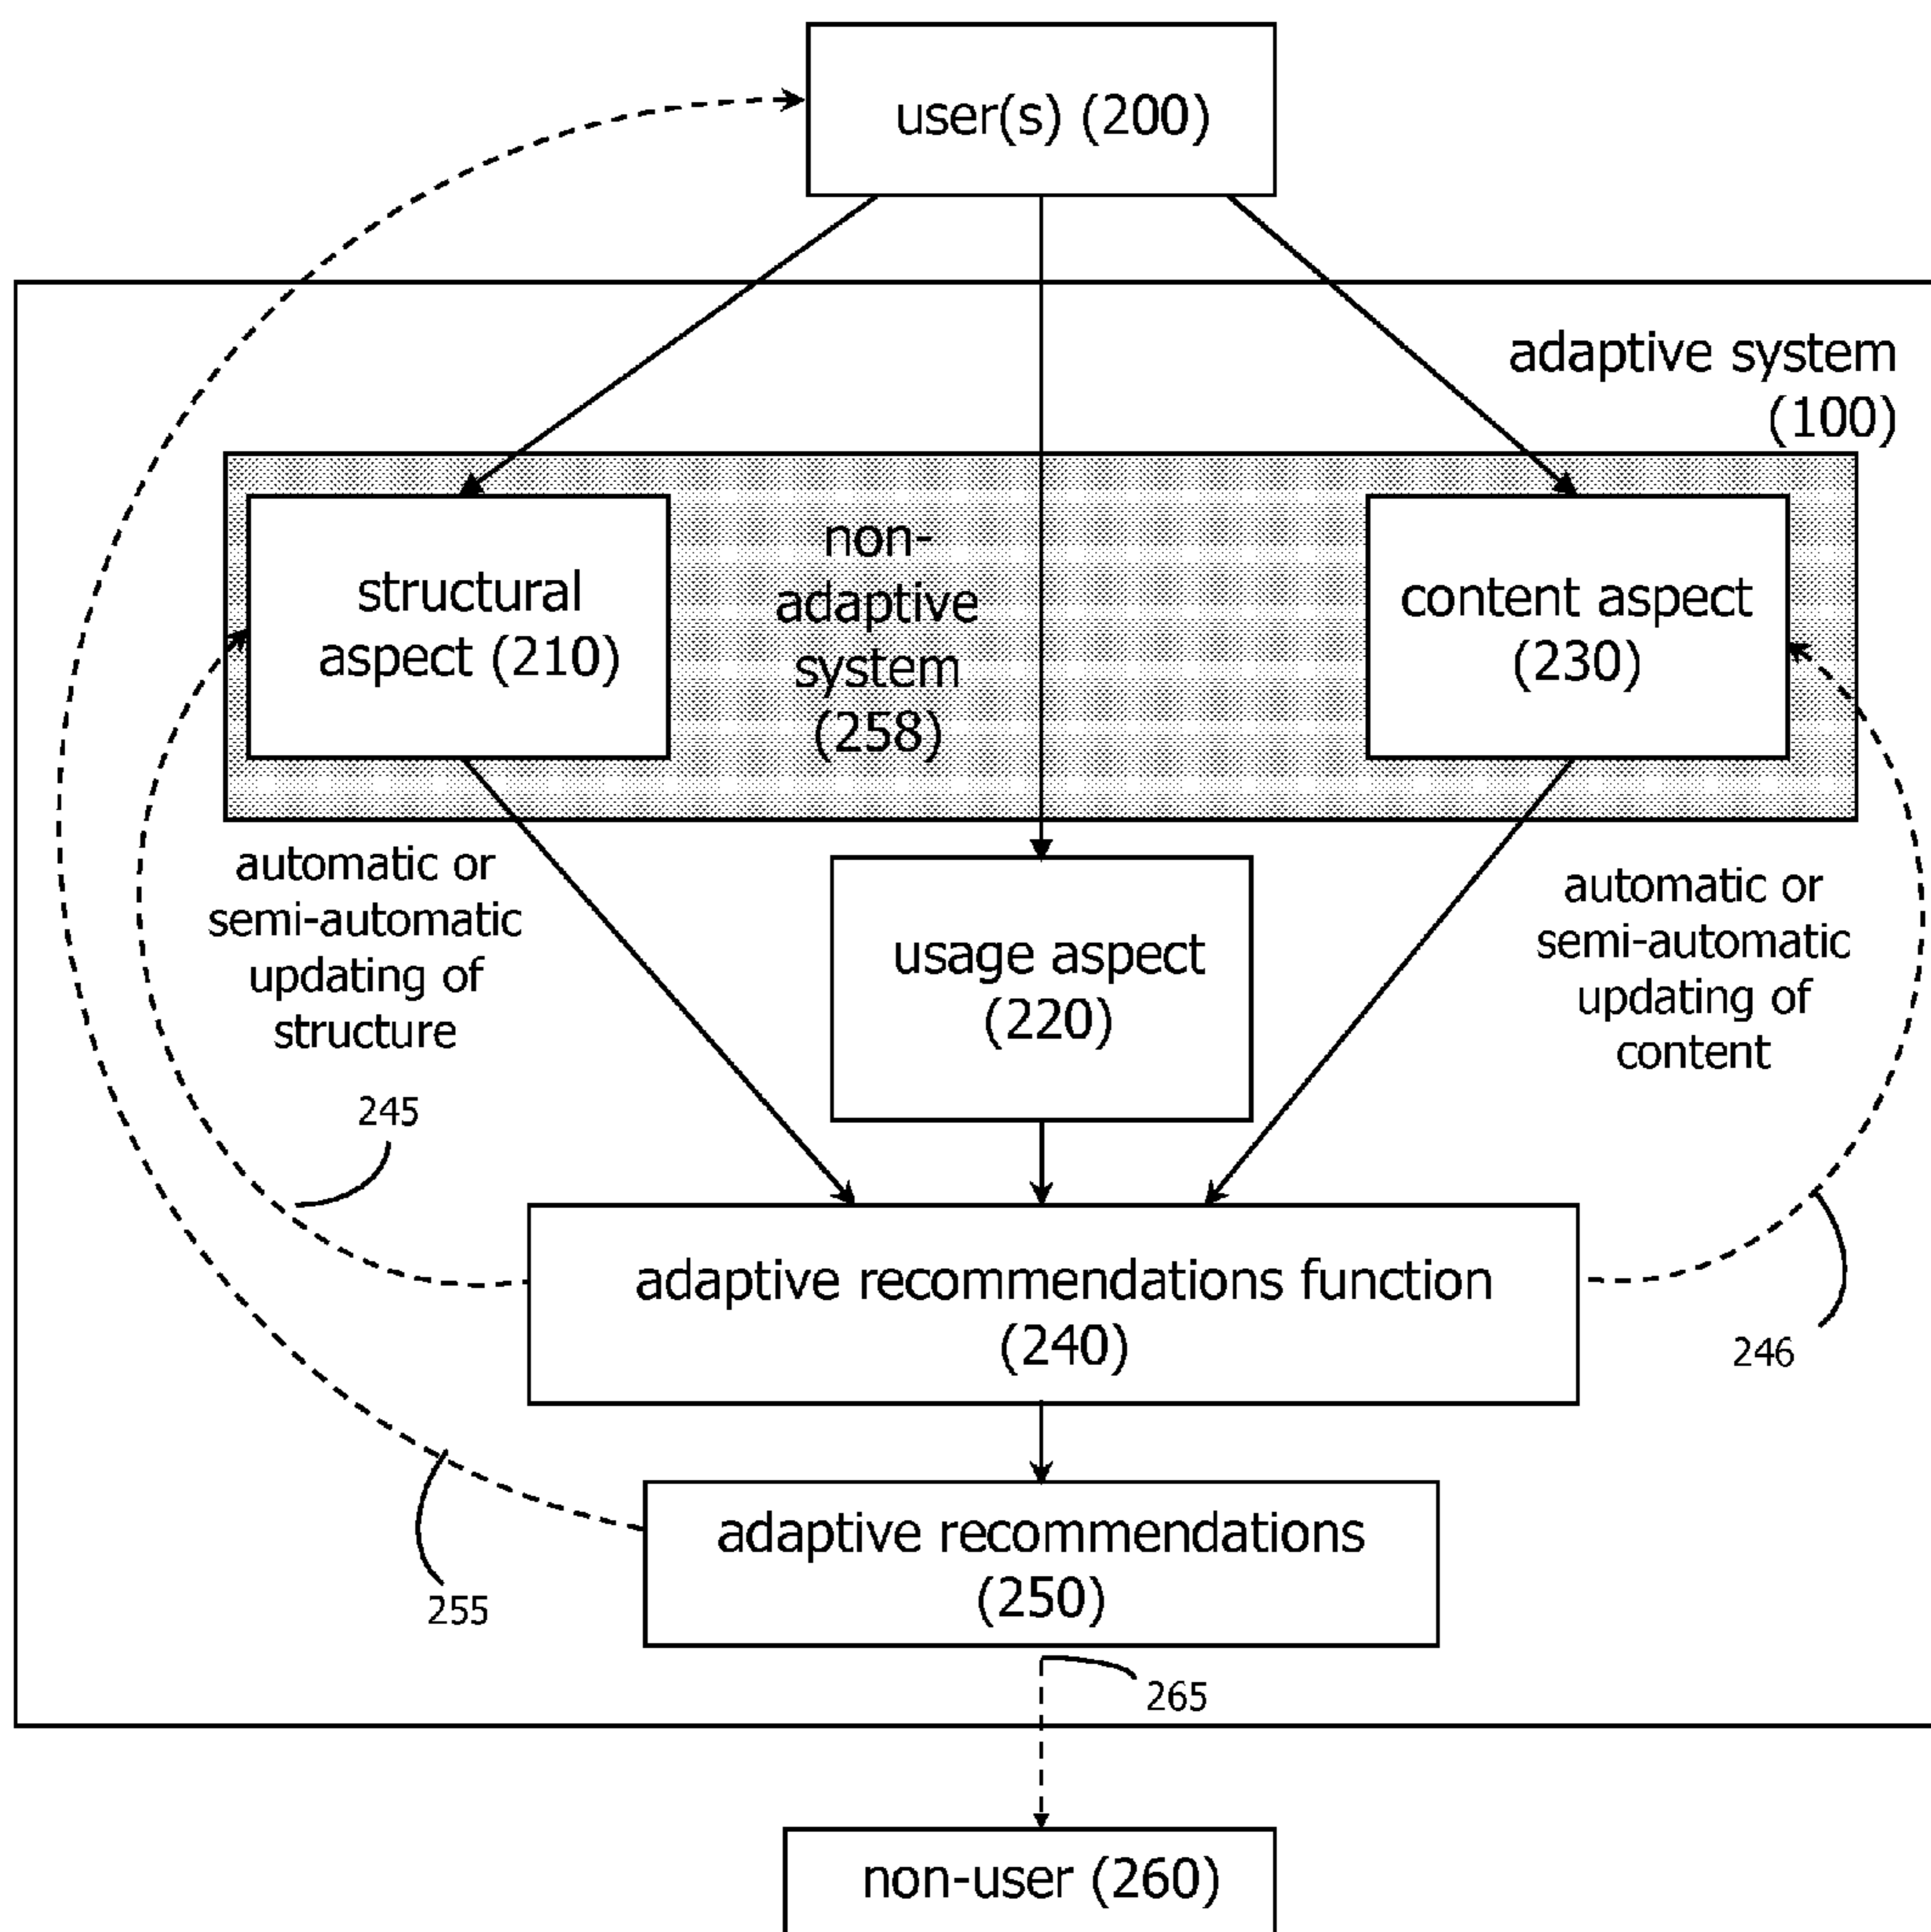 user(s) (200)
adaptive system
(100)
structural
aspect (210)
non-
adaptive
system
(258)
content aspect
(230)
automatic or
semi-automatic
updating of
structure
usage aspect
(220)
automatic or
semi-automatic
updating of
content
245
adaptive recommendations function
(240)
246
adaptive recommendations
(250)
255
265
non-user (260)